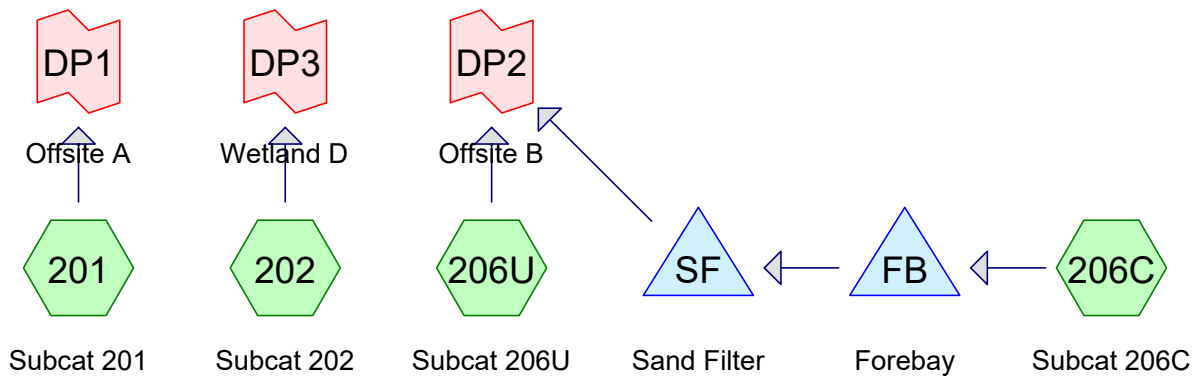 DP1 DP3 DP2
Offsite A Wetland D Offsite B
201 202 206U SF FB 206C
Subcat 201 Subcat 202 Subcat 206U Sand Filter Forebay Subcat 206C